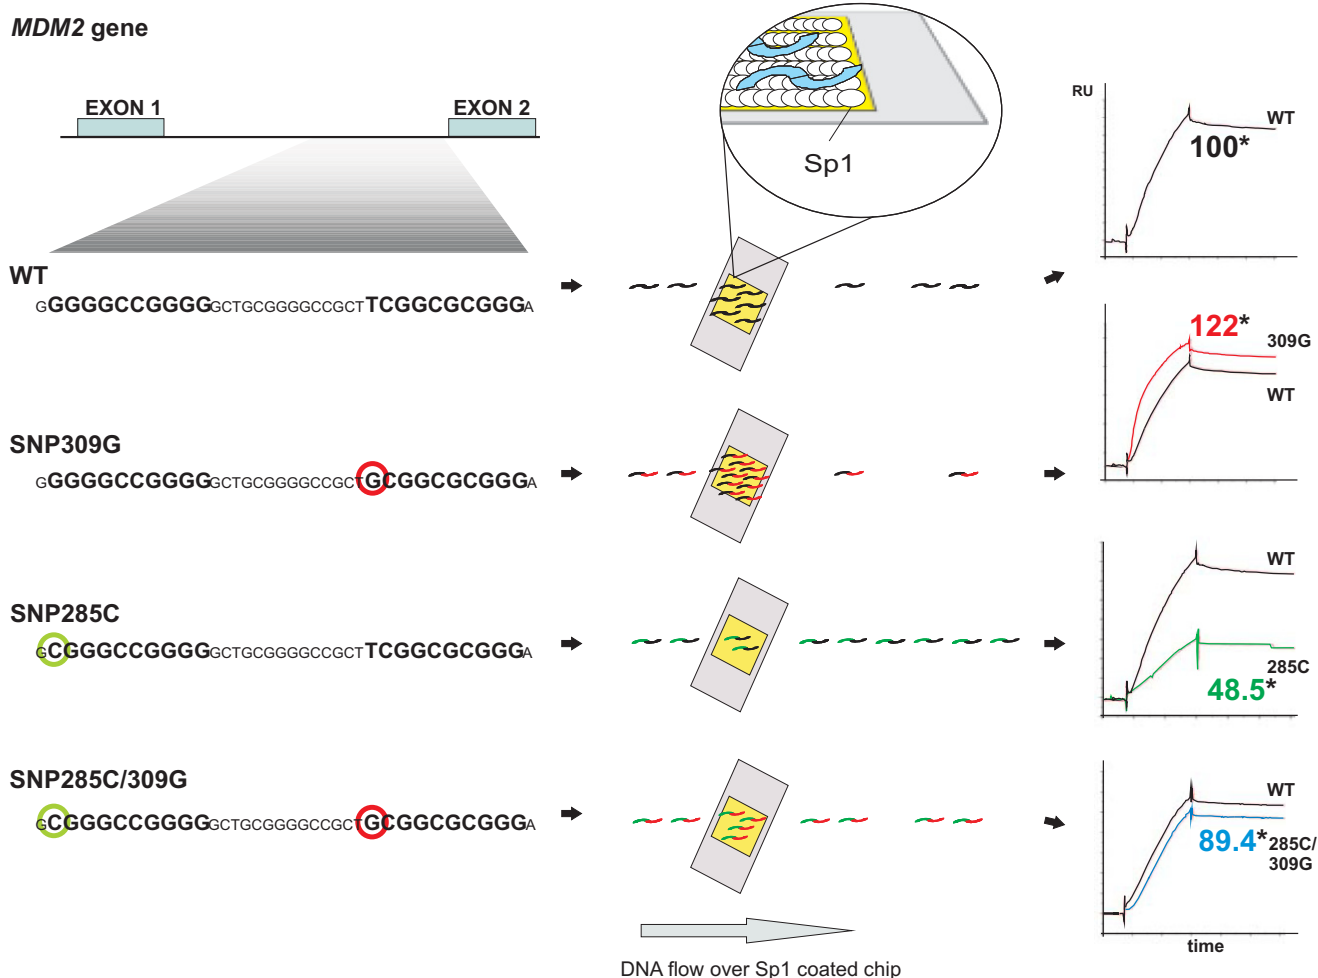 MDM2 gene
EXON 1
EXON 2
Sp1
RU
WT
100*
WT
GGGGGCCGGGGGCTGCGGGGCCGCTTCGGCGCGGGA
122*
309G
WT
SNP309G
GGGGGCCGGGGGCTGCGGGGCCGCTGCGGCGCGGGA
SNP285C
GCGGGCCGGGGGCTGCGGGGCCGCTTCGGCGCGGGA
WT
285C
48.5*
SNP285C/309G
GCGGGCCGGGGGCTGCGGGGCCGCTGCGGCGCGGGA
WT
89.4*
285C/
309G
time
DNA flow over Sp1 coated chip